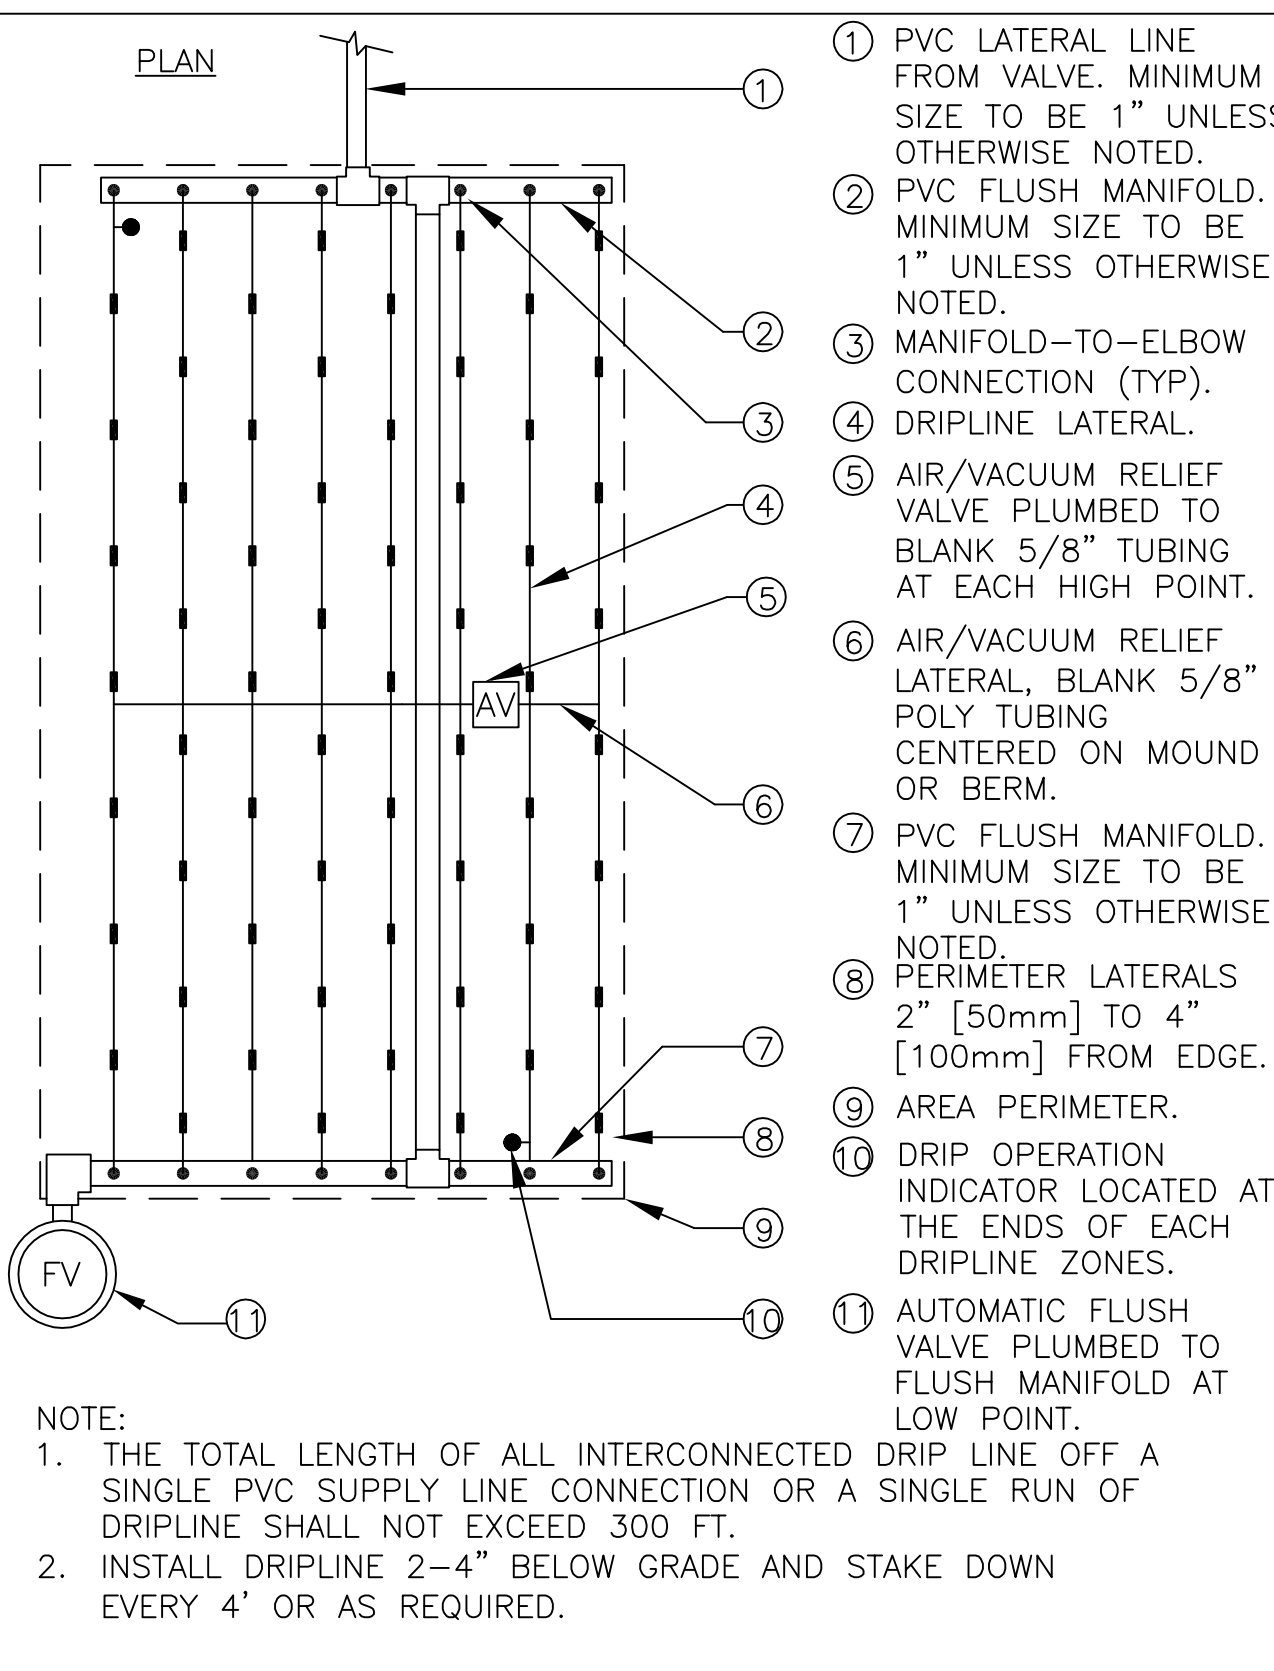 PLAN
1 PVC LATERAL LINE
FROM VALVE. MINIMUM
SIZE TO BE 1” UNLESS
OTHERWISE NOTED.
2 PVC FLUSH MANIFOLD.
MINIMUM SIZE TO BE
1” UNLESS OTHERWISE
NOTED.
3 MANIFOLD–TO–ELBOW
CONNECTION (TYP).
4 DRIPLINE LATERAL.
5 AIR/VACUUM RELIEF
VALVE PLUMBED TO
BLANK 5/8” TUBING
AT EACH HIGH POINT.
6 AIR/VACUUM RELIEF
LATERAL, BLANK 5/8”
POLY TUBING
CENTERED ON MOUND
OR BERM.
7 PVC FLUSH MANIFOLD.
MINIMUM SIZE TO BE
1” UNLESS OTHERWISE
NOTED.
8 PERIMETER LATERALS
2” [50mm] TO 4”
[100mm] FROM EDGE.
9 AREA PERIMETER.
10 DRIP OPERATION
INDICATOR LOCATED AT
THE ENDS OF EACH
DRIPLINE ZONES.
11 AUTOMATIC FLUSH
VALVE PLUMBED TO
FLUSH MANIFOLD AT
LOW POINT.
1
2
3
4
5
AV
6
7
8
9
FV
11
10
NOTE:
1. THE TOTAL LENGTH OF ALL INTERCONNECTED DRIP LINE OFF A
SINGLE PVC SUPPLY LINE CONNECTION OR A SINGLE RUN OF
DRIPLINE SHALL NOT EXCEED 300 FT.
2. INSTALL DRIPLINE 2–4” BELOW GRADE AND STAKE DOWN
EVERY 4’ OR AS REQUIRED.